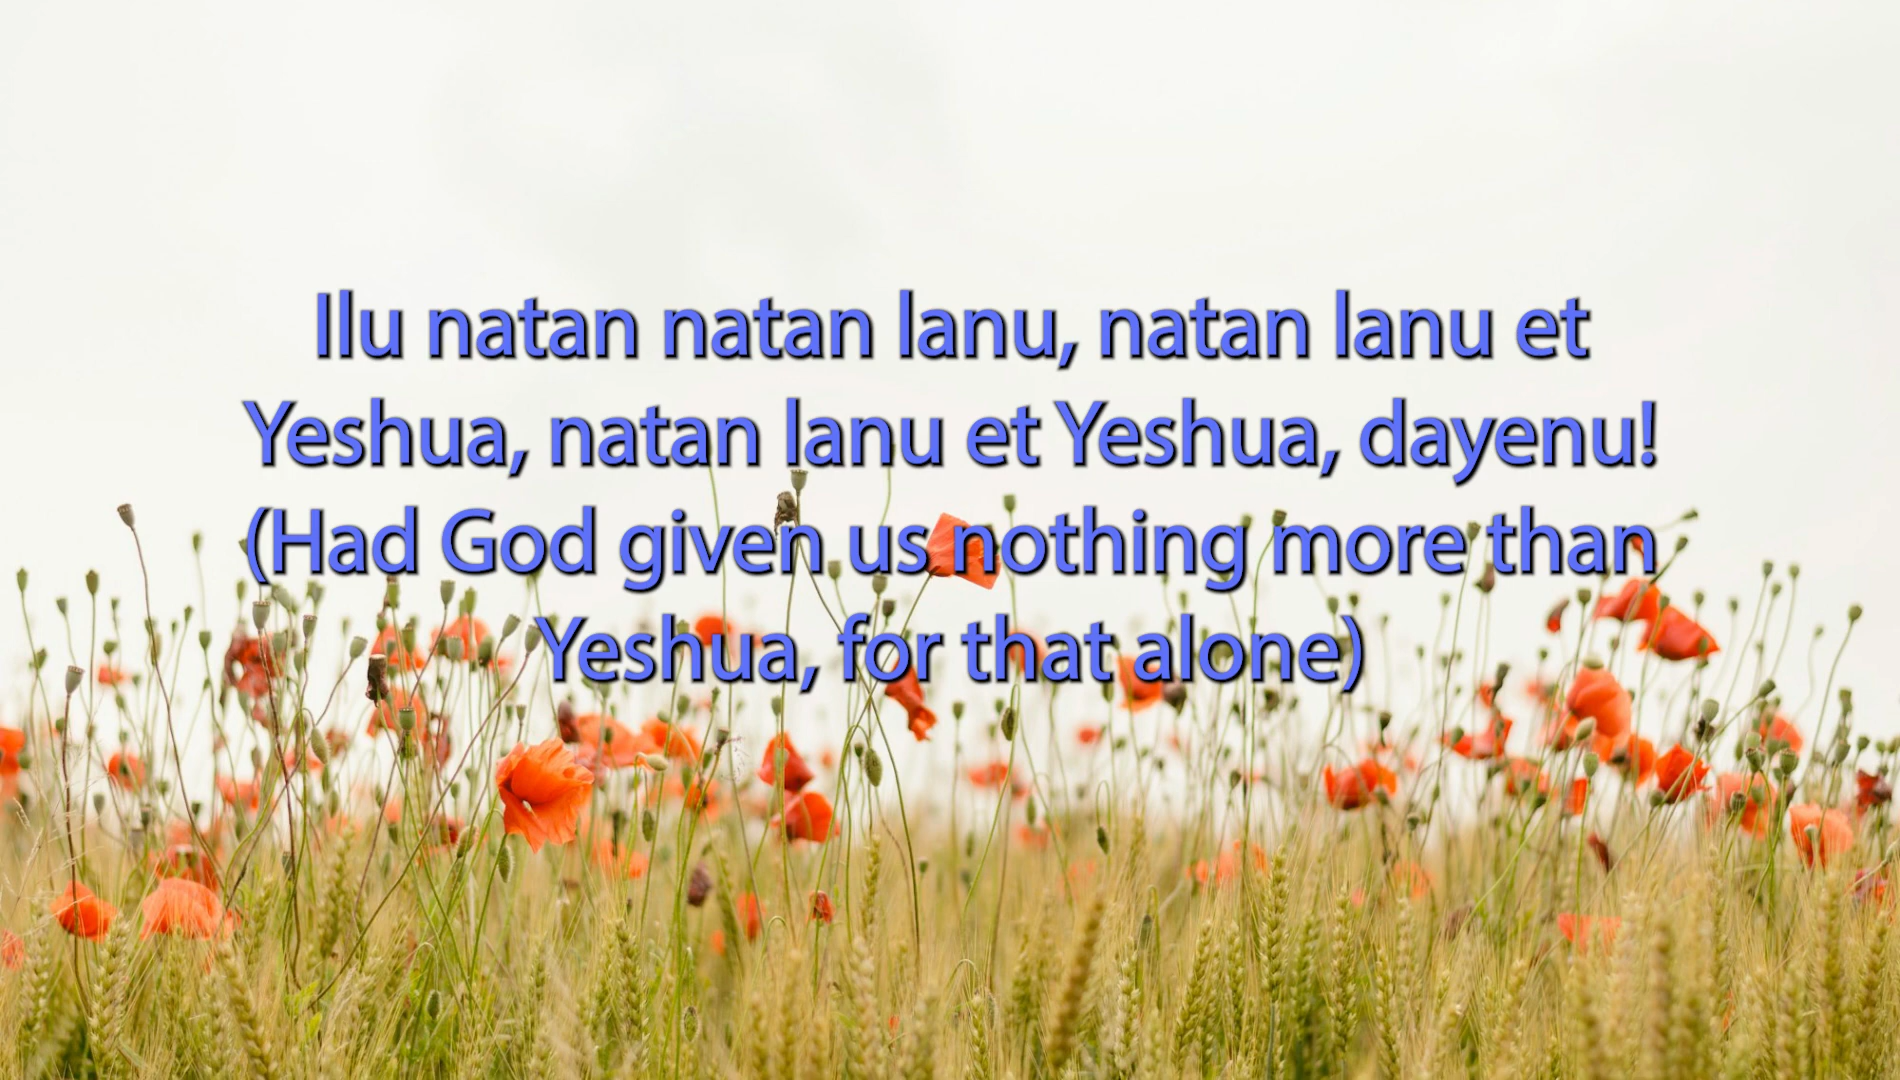 Ilu natan natan lanu, natan lanu et
Yeshua, natan lanu et Yeshua, dayenu!
(Had God given us nothing more than
Yeshua, for that alone)